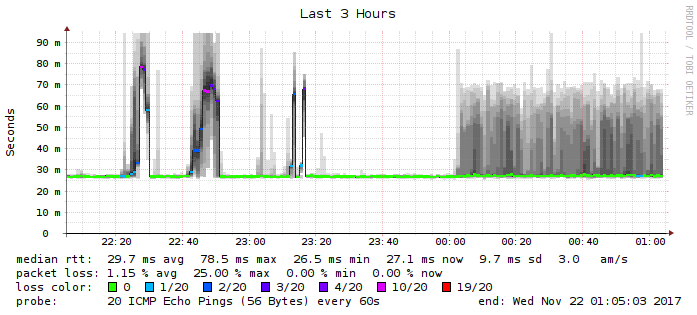 Last 3 Hours
RRDTOOL / TOBI OETIKER
Seconds
90 m
80 m
70 m
60 m
50 m
40 m
30 m
20 m
10 m
0
22:20 22:40 23:00 23:20 23:40 00:00 00:20 00:40 01:00
median rtt: 29.7 ms avg 78.5 ms max 26.5 ms min 27.1 ms now 9.7 ms sd 3.0 am/s
packet loss: 1.15 % avg 25.00 % max 0.00 % min 0.00 % now
loss color: 0 1/20 2/20 3/20 4/20 10/20 19/20
probe: 20 ICMP Echo Pings (56 Bytes) every 60s end: Wed Nov 22 01:05:03 2017